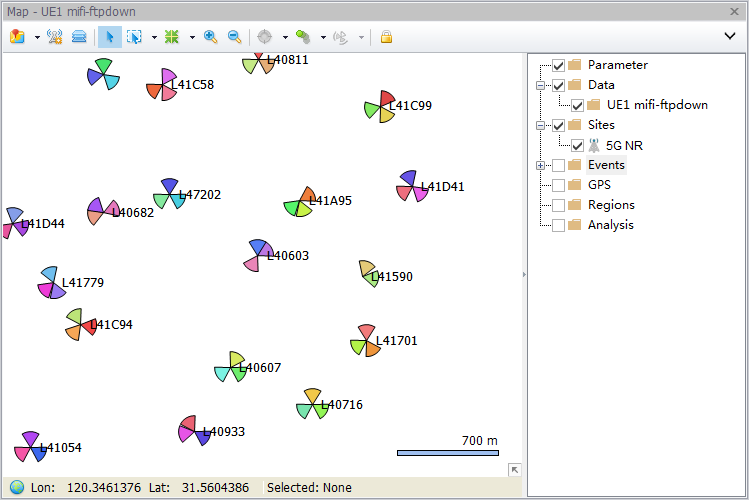 Map - UE1 mifi-ftpdown
L40811
L41C58
L41C99
L41D41
L47202
L41A95
L40682
L41D44
L40603
L41590
L41779
L41C94
L41701
L40607
L40716
L40933
L41054
700 m
Parameter
Data
UE1 mifi-ftpdown
Sites
5G NR
Events
GPS
Regions
Analysis
Lon: 120.3461376 Lat: 31.5604386 Selected: None